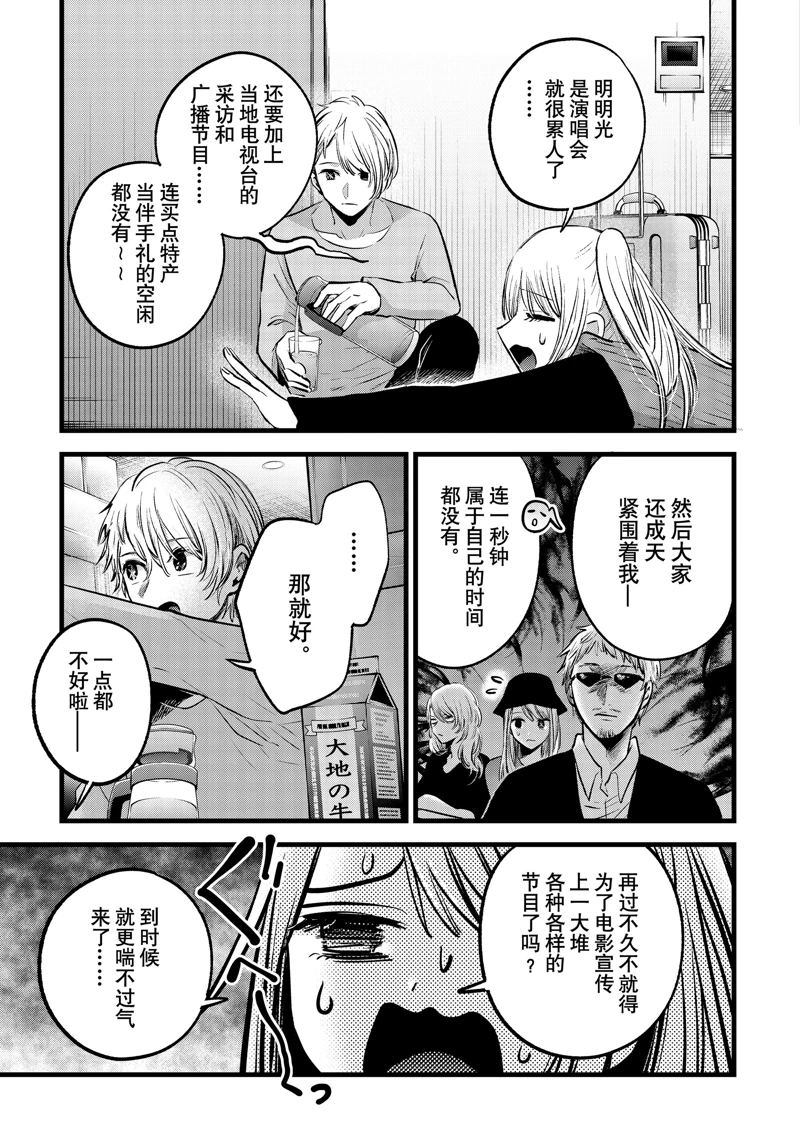 明明光
是演唱会
就很累人了
……
还要加上
当地电视台的
采访和
广播节目……
连买点特产
当伴手礼的空闲
都没有～～
然后大家
还成天
紧围着我—
连一秒钟
属于自己的时间
都没有。
……
那就好。
一点都
不好啦——
大地の牛
再过不久不就得
为了电影宣传
上一大堆
各种各样的
节目了吗？
ぐ～っ
到时候
就更喘不过气
来了……